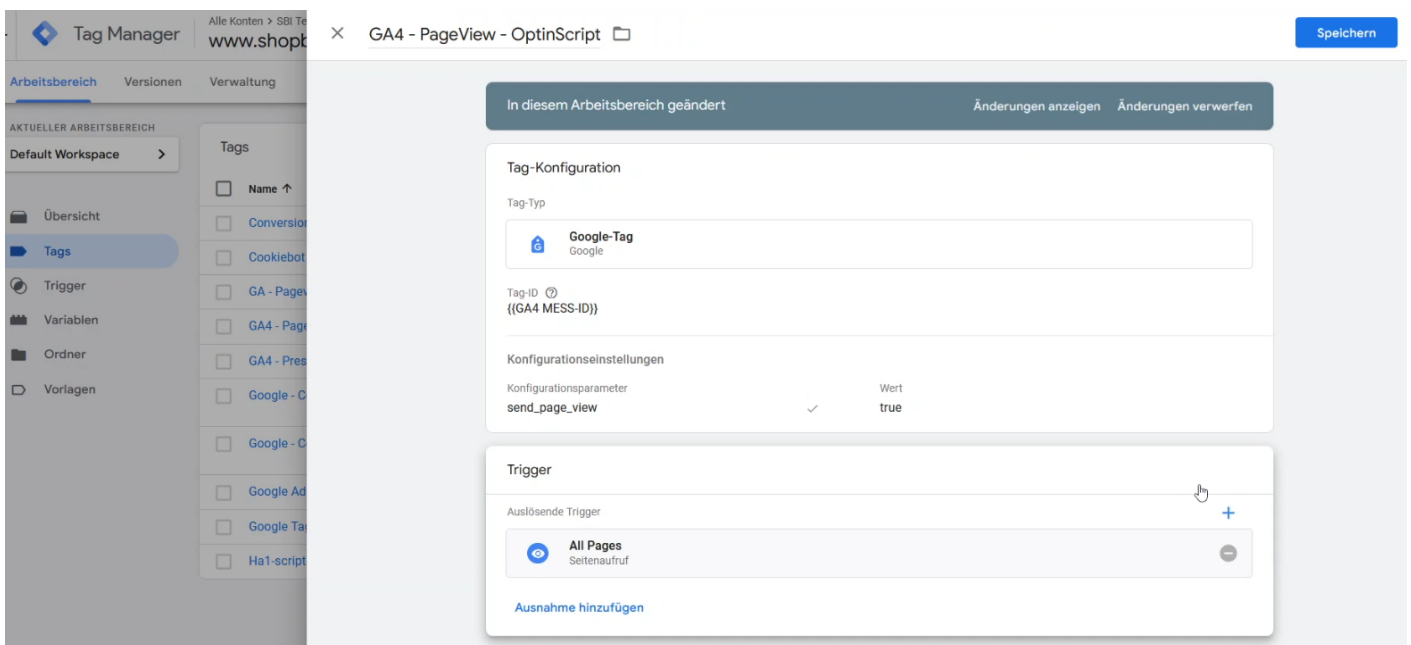 Tag Manager
Alle Konten > SBI Te
www.shopb
GA4 - PageView - OptinScript
Speichern
Arbeitsbereich Versionen Verwaltung
AKTUELLER ARBEITSBEREICH
Default Workspace
Übersicht
Tags
Trigger
Variablen
Ordner
Vorlagen
Tags
Name
Conversion
Cookiebot
GA - Pagev
GA4 - Page
GA4 - Pres
Google - C
Google - C
Google Ad
Google Ta
Ha1-script
In diesem Arbeitsbereich geändert Änderungen anzeigen Änderungen verwerfen
Tag-Konfiguration
Tag-Typ
Google-Tag
Google
Tag-ID
{{GA4 MESS-ID}}
Konfigurationseinstellungen
Konfigurationsparameter Wert
send_page_view true
Trigger
Auslösende Trigger
All Pages
Seitenaufruf
Ausnahme hinzufügen